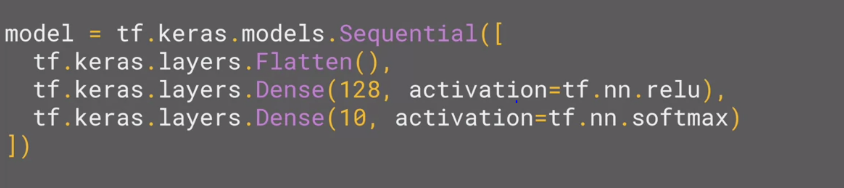 model = tf.keras.models.Sequential([
  tf.keras.layers.Flatten(),
  tf.keras.layers.Dense(128, activation=tf.nn.relu),
  tf.keras.layers.Dense(10, activation=tf.nn.softmax)
])